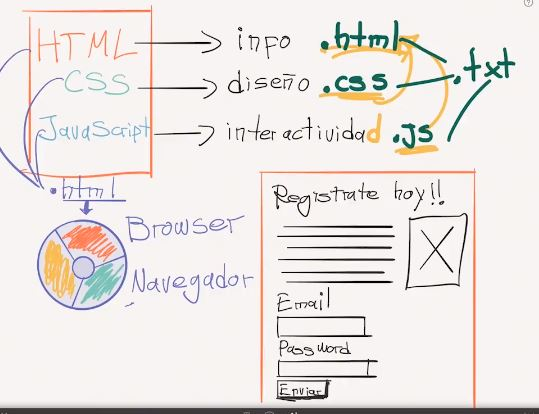 HTML → info .html
CSS → diseño .css .txt
JavaScript → interactividad .js
.html
Browser
Navegador
Registrate hoy!!
Email
Password
Enviar